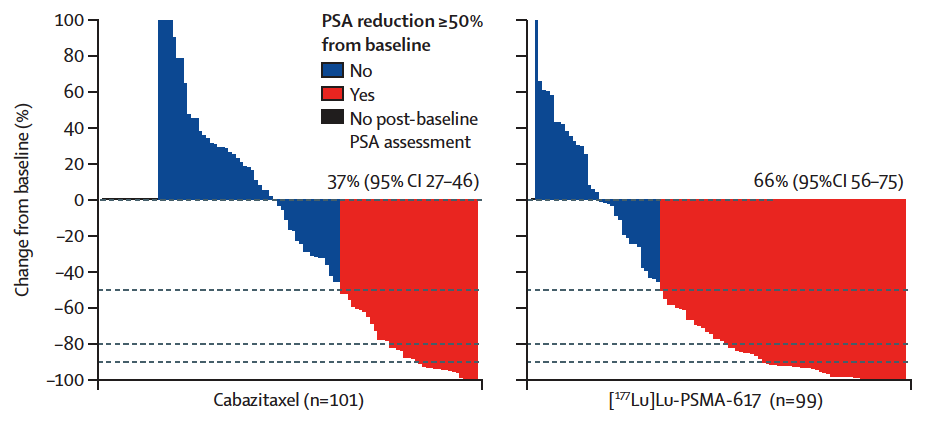 PSA reduction ≥50%
from baseline
No
Yes
No post-baseline
PSA assessment
Change from baseline (%)
100
80
60
40
20
0
–20
–40
–60
–80
–100
37% (95% CI 27–46)
66% (95%CI 56–75)
Cabazitaxel (n=101)
[¹⁷⁷Lu]Lu-PSMA-617 (n=99)